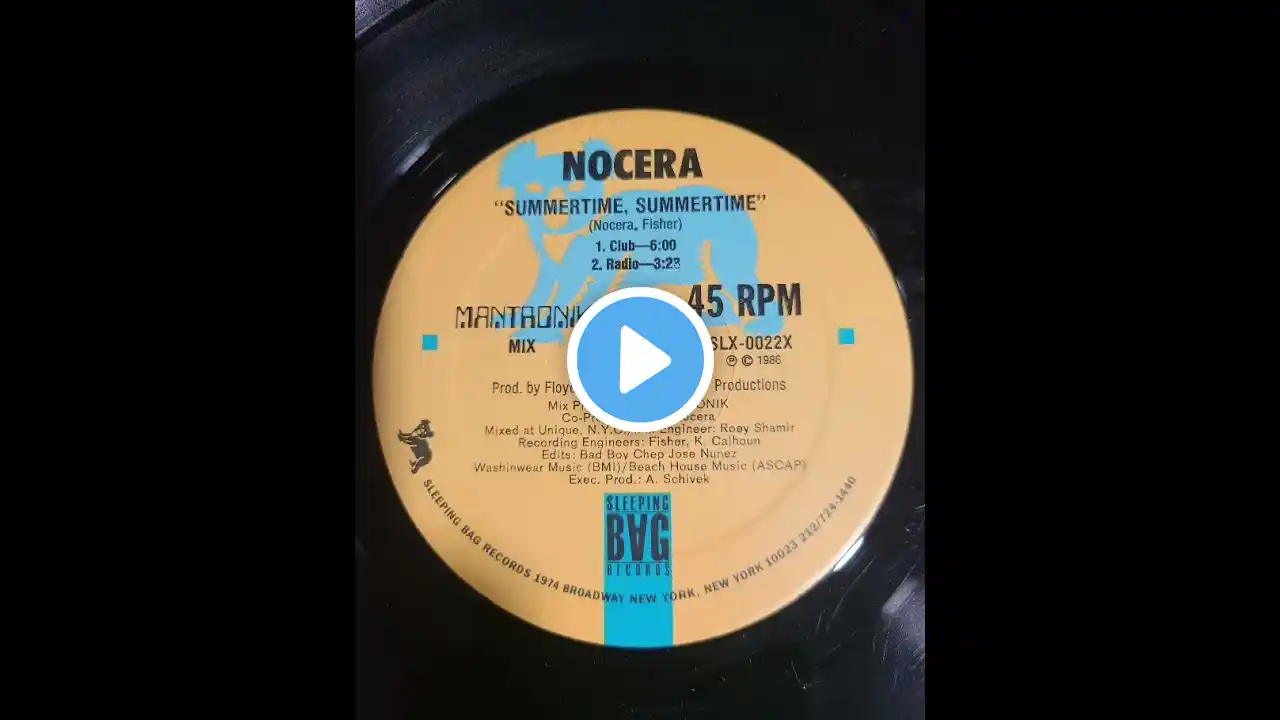 NOCERA
"SUMMERTIME, SUMMERTIME"
(Nocera, Fisher)
1. Club—6:00
2. Radio—3:28
MANTRONIK
MIX
45 RPM
SLX-0022X
℗ © 1986
Prod. by Floy Productions
Mix
Co-
Mixed at Unique, N.Y.C. Engineer: Roey Shamir
Recording Engineers: Fisher, K. Calhoun
Edits: Bad Boy Chep Jose Nunez
Washinwear Music (BMI)/Beach House Music (ASCAP)
Exec. Prod.: A. Schivek
SLEEPING
BAG
RECORDS
SLEEPING BAG RECORDS 1974 BROADWAY NEW YORK, NEW YORK 10023 212/724-1440